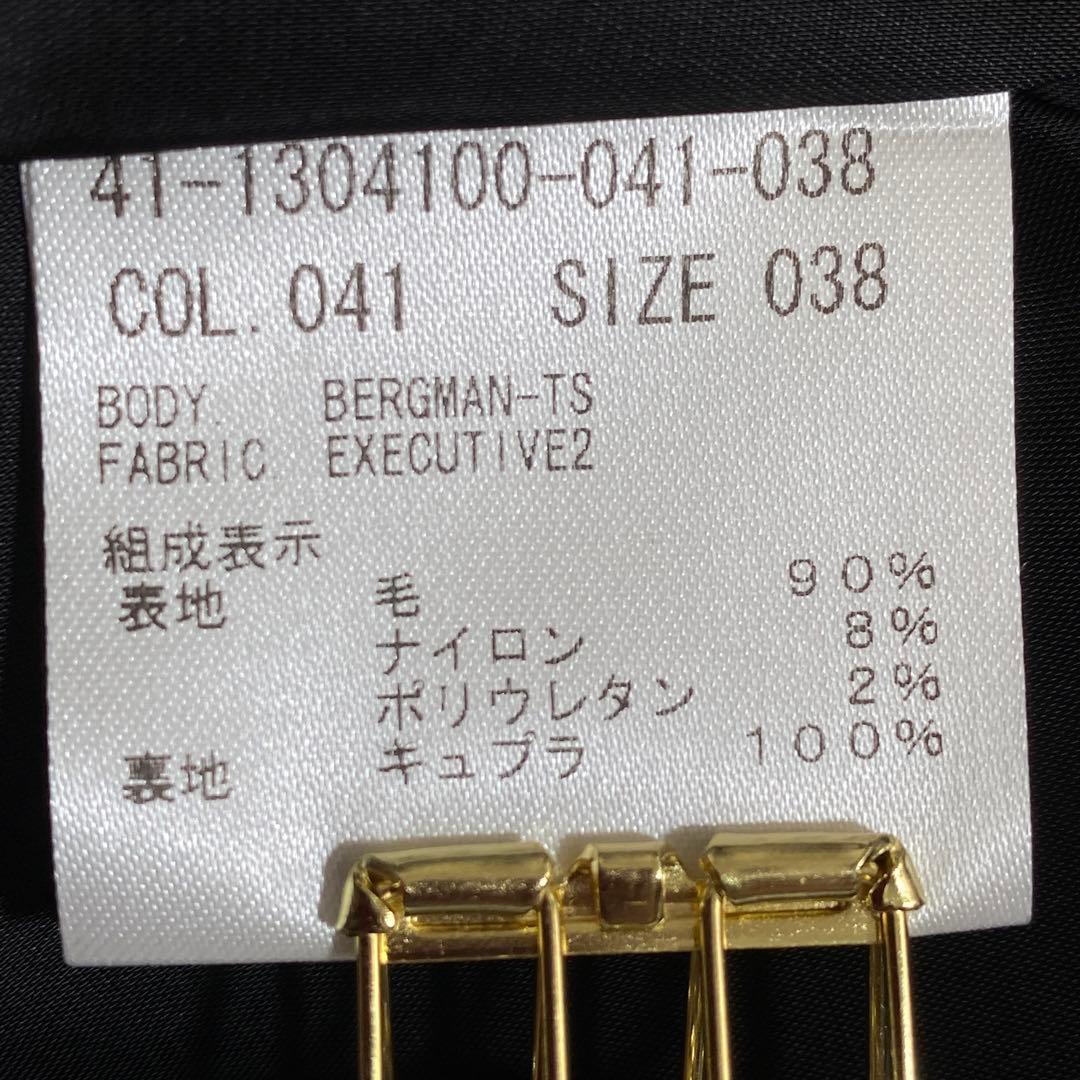 41-1304100-041-038
COL. 041 SIZE 038
BODY. BERGMAN-TS
FABRIC EXECUTIVE2
組成表示
表地 毛 90%
ナイロン 8%
ポリウレタン 2%
裏地 キュプラ 100%